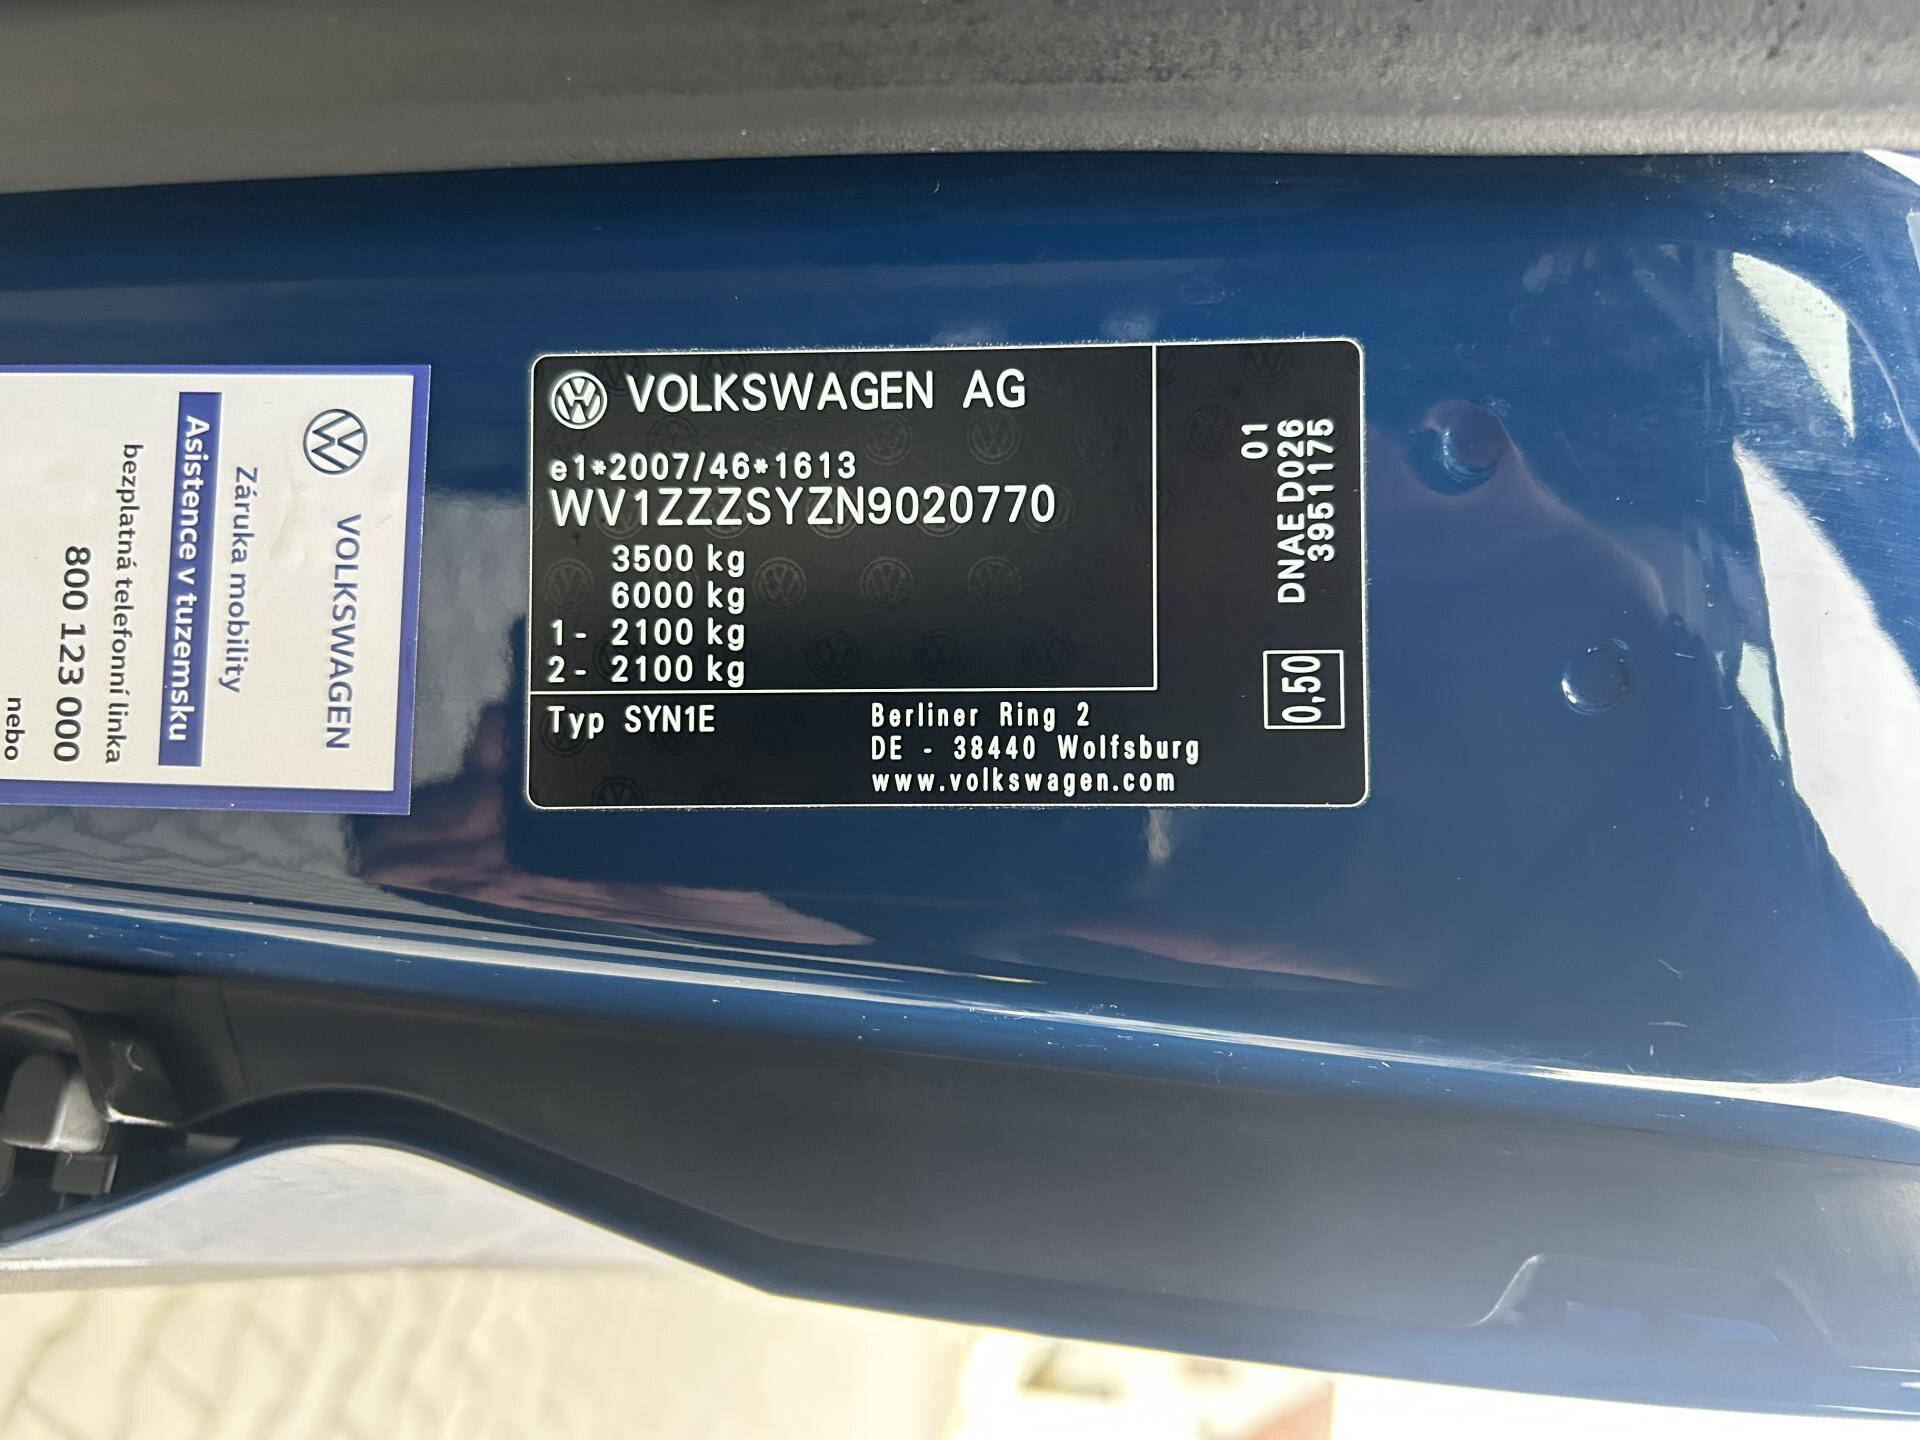 VOLKSWAGEN AG
e1*2007/46*1613
WV1ZZZSYZN9020770
3500 kg
6000 kg
1- 2100 kg
2- 2100 kg
Typ SYN1E
Berliner Ring 2
DE - 38440 Wolfsburg
www.volkswagen.com
01
DNAE D026
3951175
0,50
VOLKSWAGEN
Záruka mobility
Asistence v tuzemsku
bezplatná telefonní linka
800 123 000
nebo